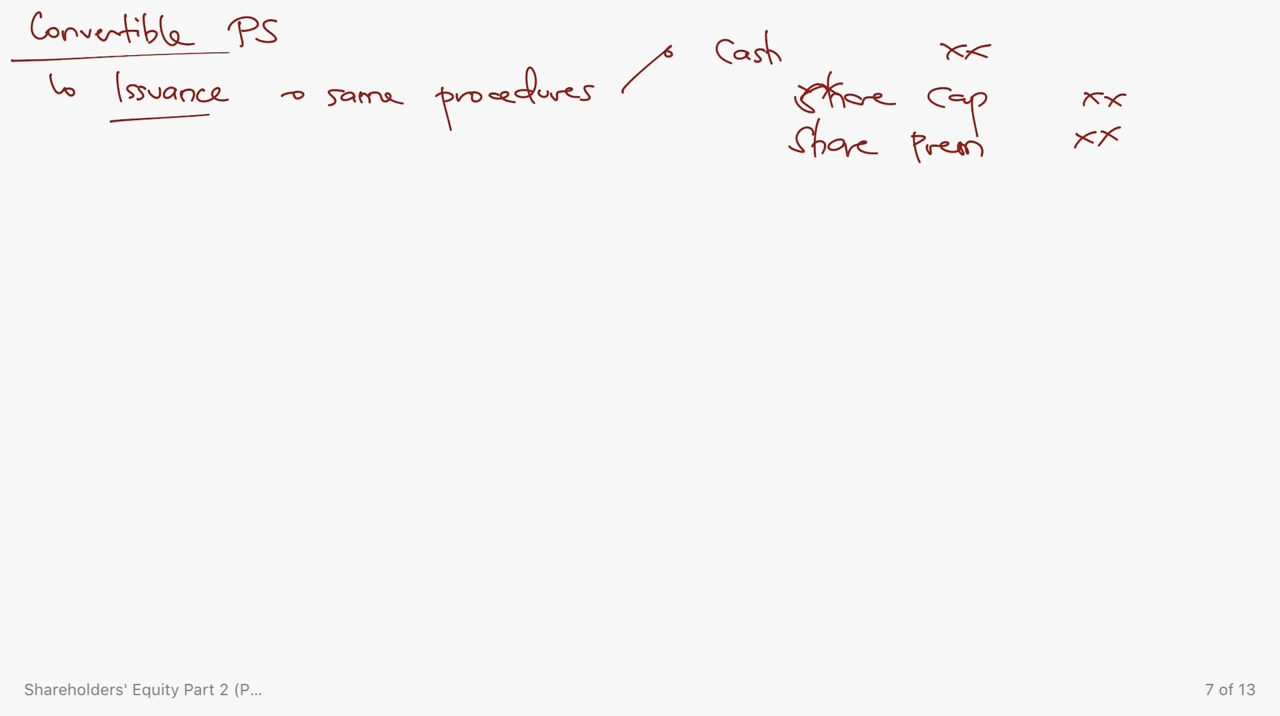 Convertible PS
Issuance → same procedures
Cash xx
Share Cap xx
Share Prem xx
Shareholders' Equity Part 2 (P...
7 of 13